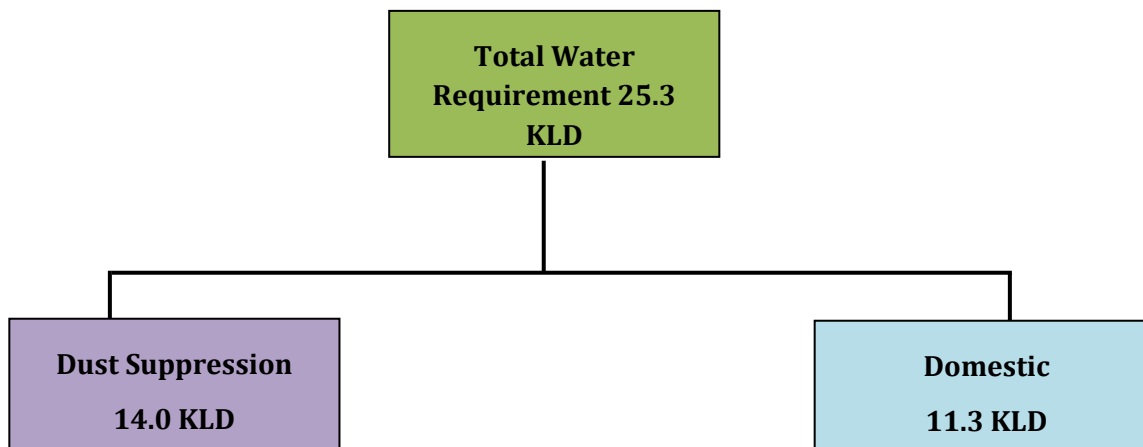 Total Water
Requirement 25.3
KLD
Dust Suppression
14.0 KLD
Domestic
11.3 KLD